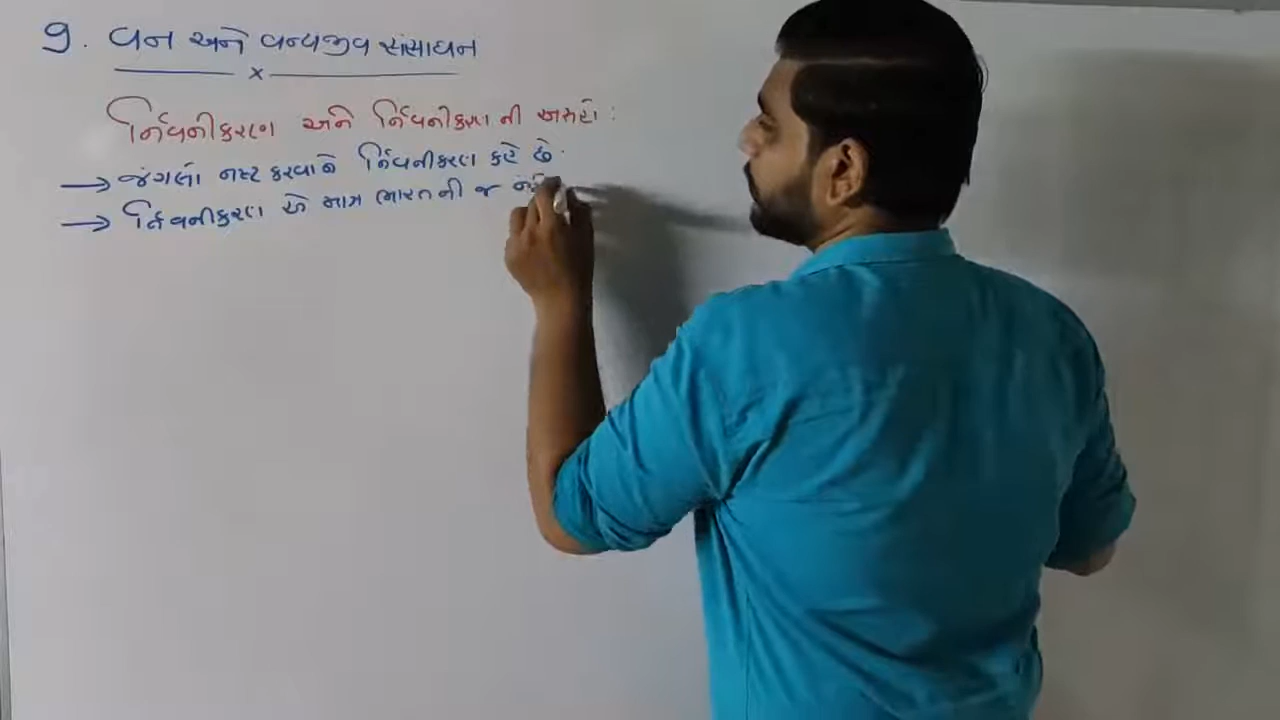 9. વન અને વન્યજીવ સંસાધન
x
નિર્વનીકરણ અને નિર્વનીકરણ ની અસરો :
→ જંગલો નષ્ટ કરવાને નિર્વનીકરણ કહે છે.
→ નિર્વનીકરણ એ માત્ર ભારતની જ